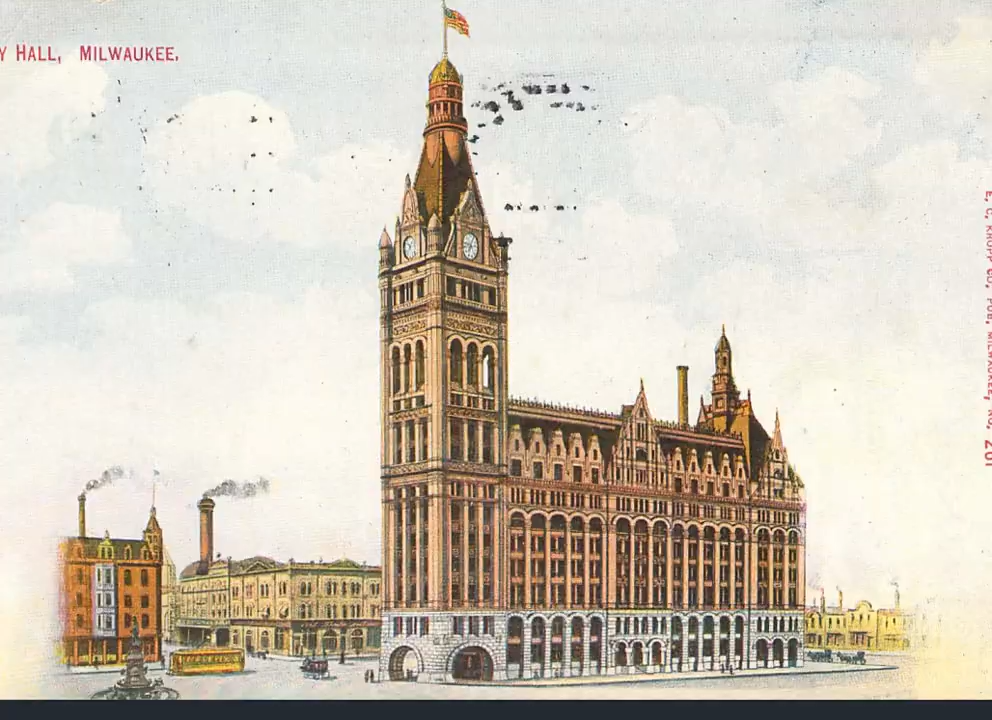 Y HALL, MILWAUKEE.
E. C. KROPP CO., PUB., MILWAUKEE, NO. 201